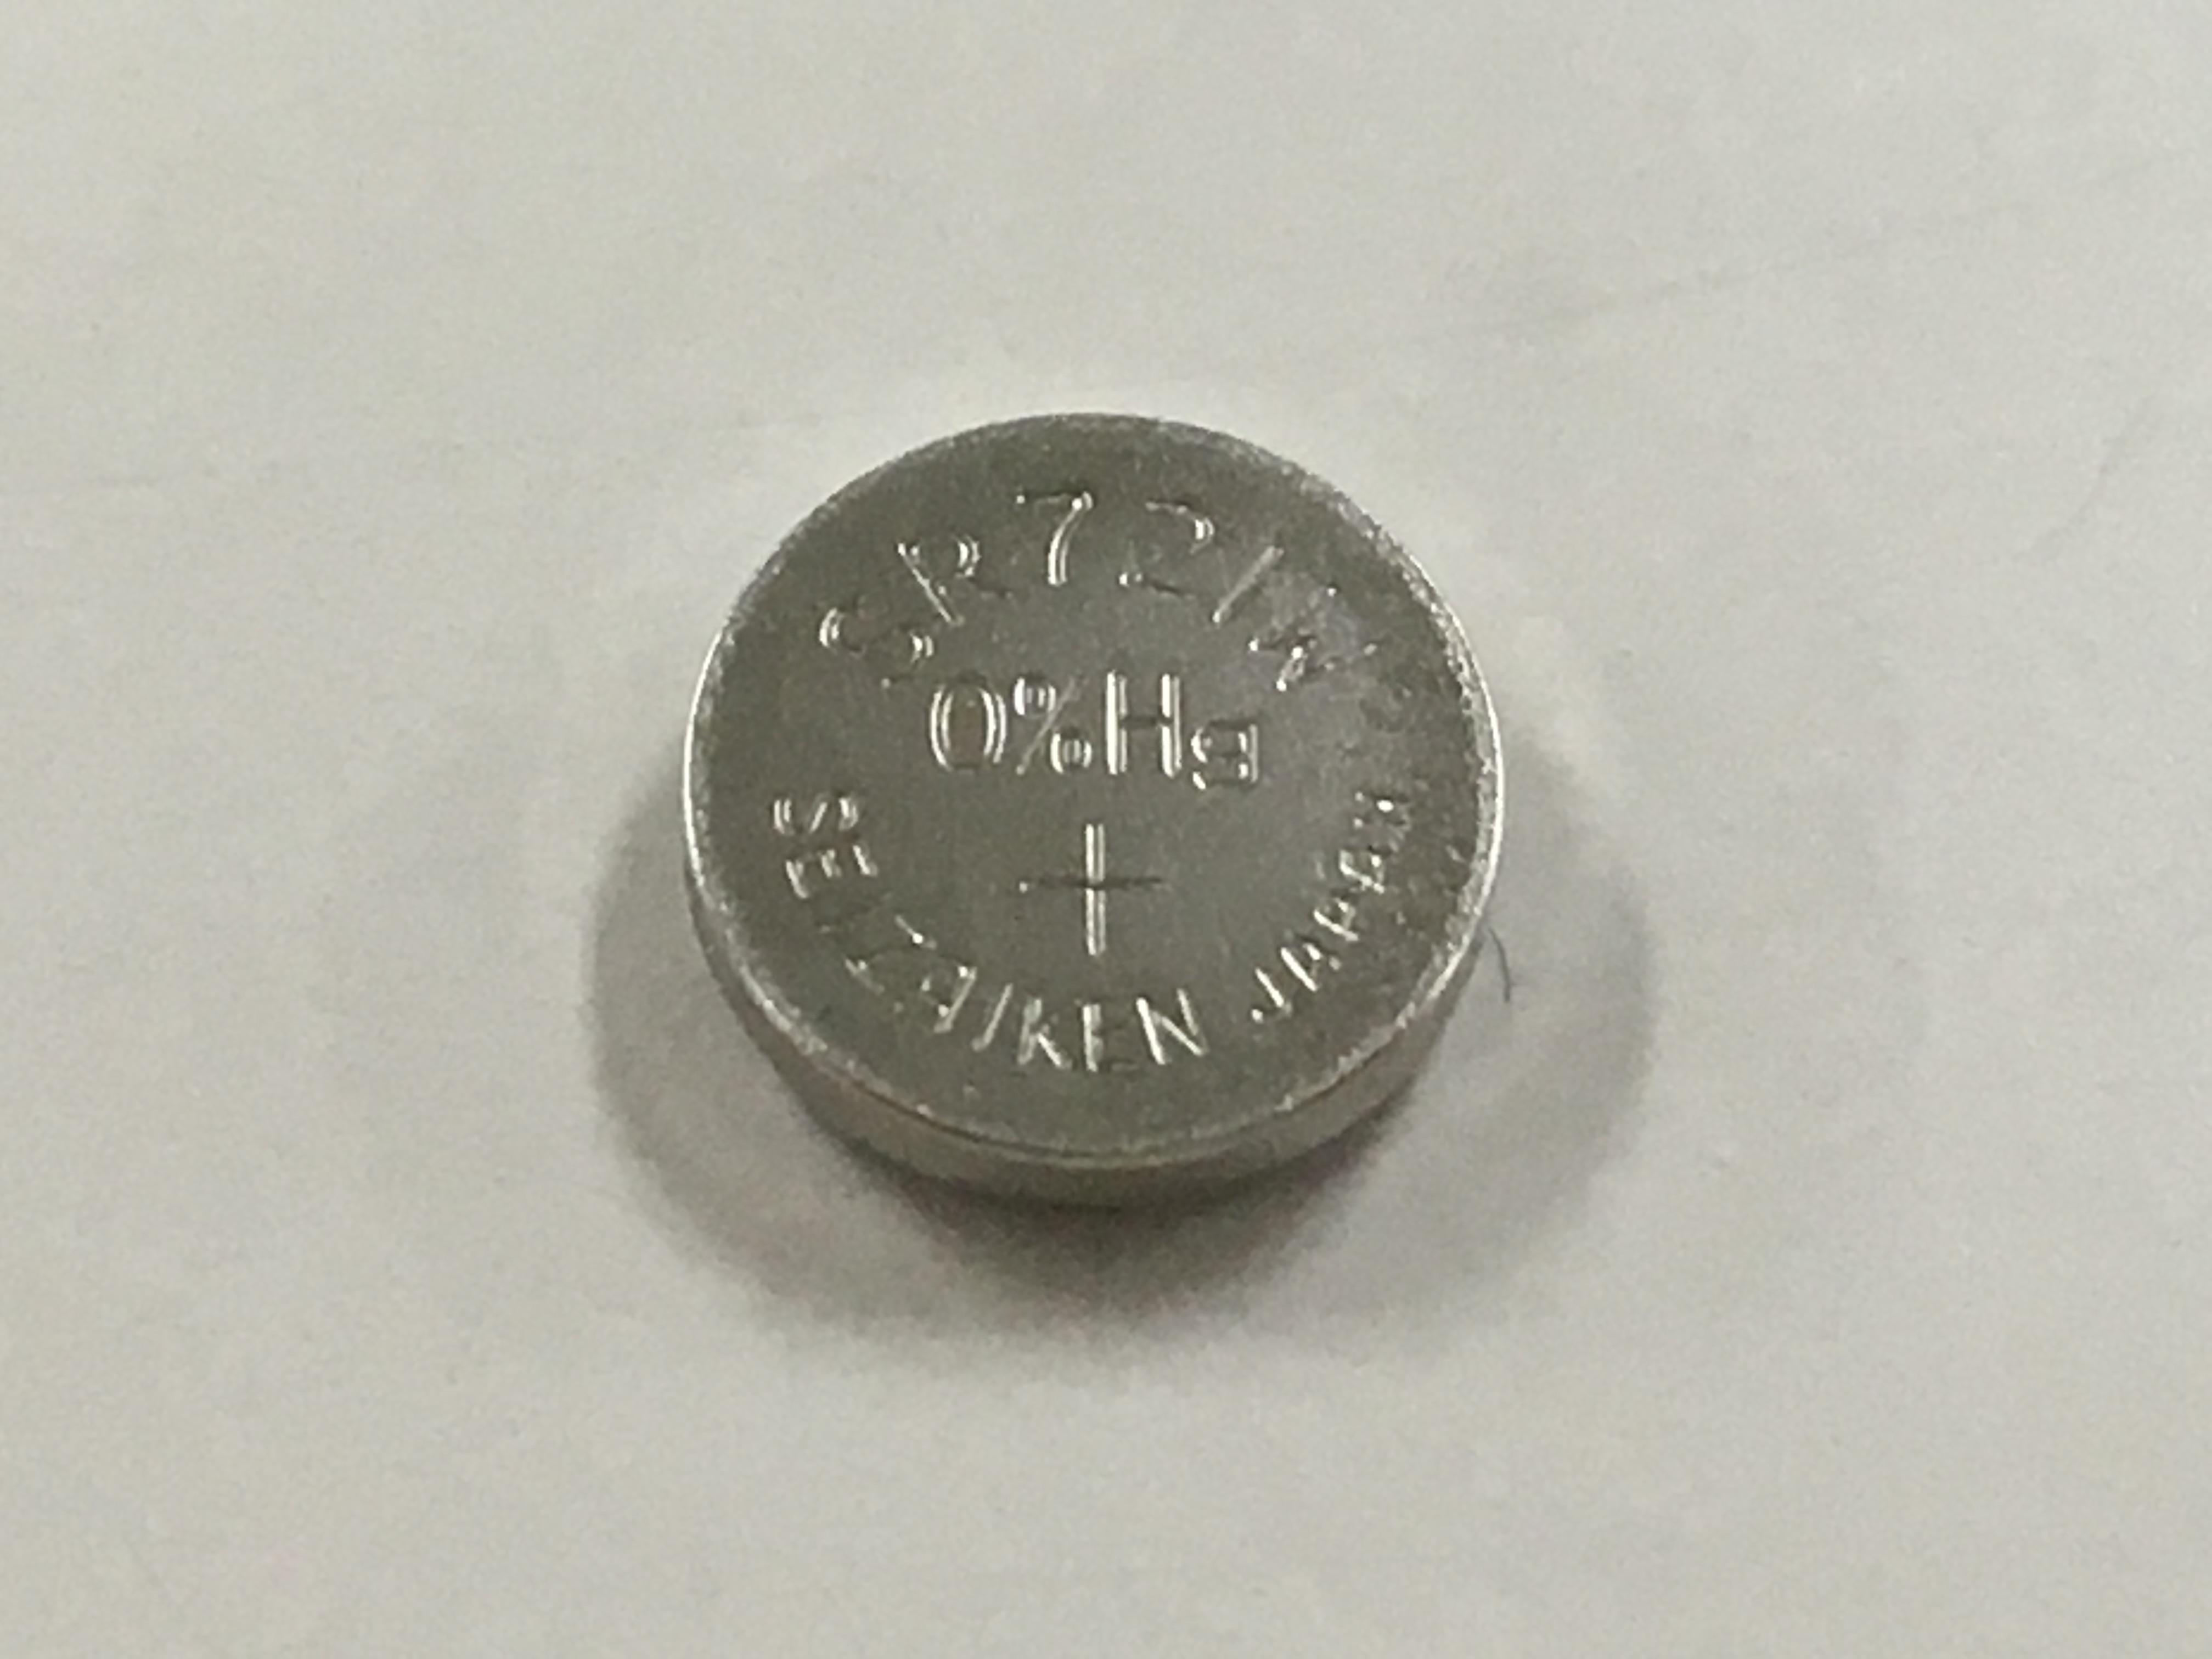 SR721W
0%Hg
+
SEIZAIKEN JAPAN